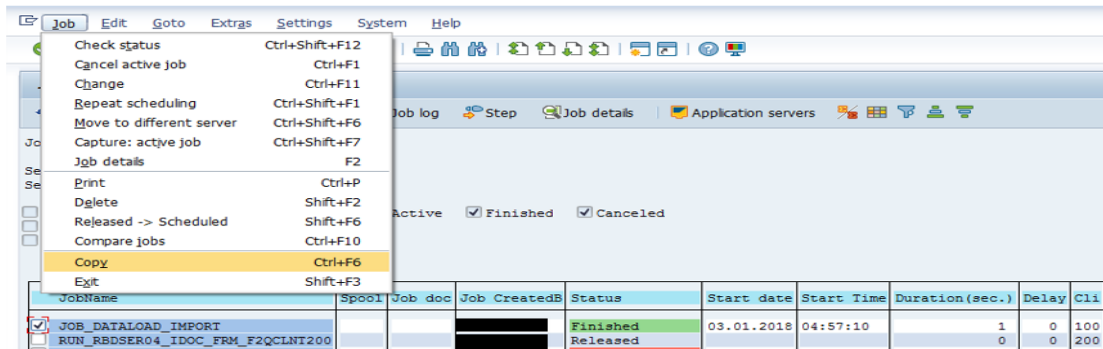 Job Edit Goto Extras Settings System Help
Check status Ctrl+Shift+F12
Cancel active job Ctrl+F1
Change Ctrl+F11
Repeat scheduling Ctrl+Shift+F1
Job log Step Job details Application servers
Move to different server Ctrl+Shift+F6
Capture: active job Ctrl+Shift+F7
Jo
Job details F2
Se
Print Ctrl+P
Se
Delete Shift+F2
Active Finished Canceled
Released -> Scheduled Shift+F6
Compare jobs Ctrl+F10
Copy Ctrl+F6
Exit Shift+F3
JobName Spool Job doc Job CreatedB Status Start date Start Time Duration(sec.) Delay Cli
JOB_DATALOAD_IMPORT Finished 03.01.2018 04:57:10 1 0 100
RUN_RBDSER04_IDOC_FRM_F2QCLNT200 Released 0 0 200